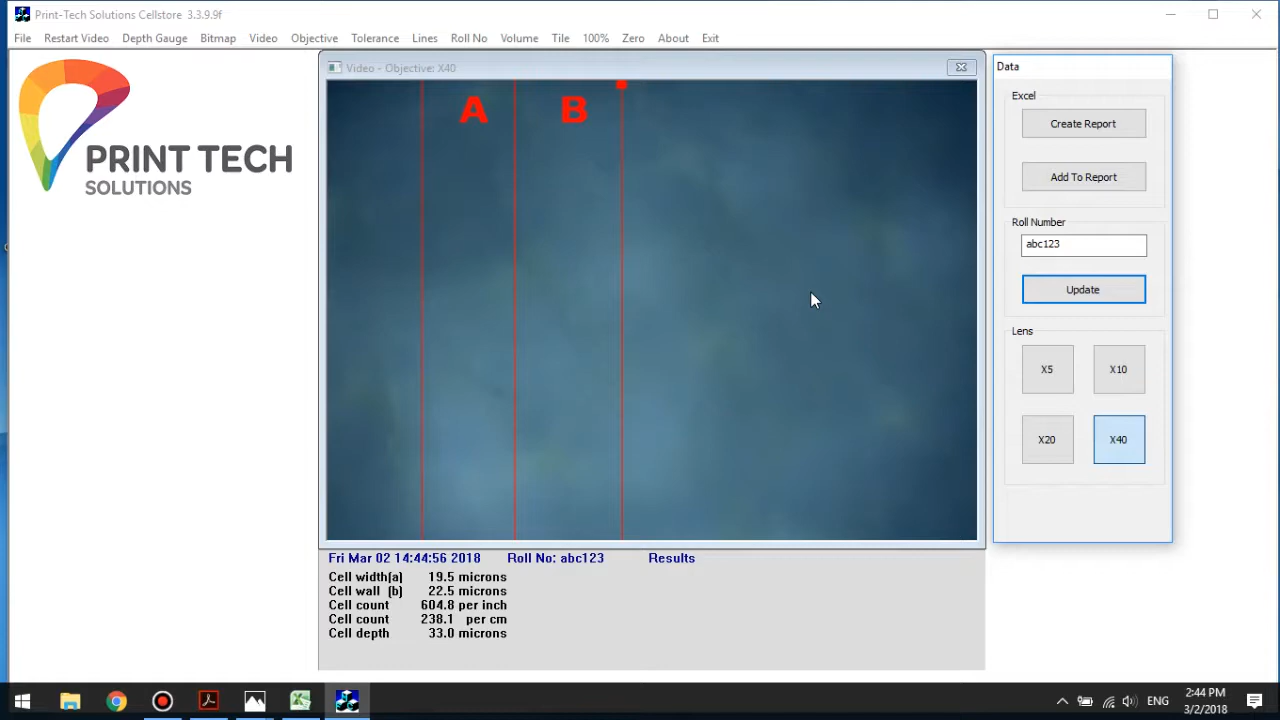 Print-Tech Solutions Cellstore 3.3.9.9f
File Restart Video Depth Gauge Bitmap Video Objective Tolerance Lines Roll No Volume Tile 100% Zero About Exit
PRINT TECH
SOLUTIONS
Video - Objective: X40
A B
Data
Excel
Create Report
Add To Report
Roll Number
abc123
Update
Lens
X5 X10
X20 X40
Fri Mar 02 14:44:56 2018 Roll No: abc123 Results
Cell width(a) 19.5 microns
Cell wall (b) 22.5 microns
Cell count 604.8 per inch
Cell count 238.1 per cm
Cell depth 33.0 microns
ENG
2:44 PM
3/2/2018